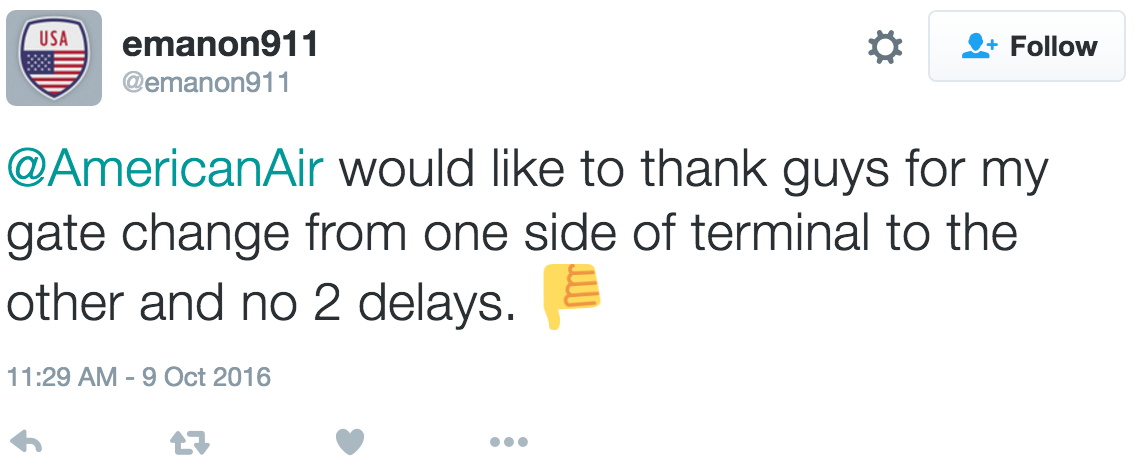 USA
emanon911
@emanon911
Follow
@AmericanAir would like to thank guys for my
gate change from one side of terminal to the
other and no 2 delays. 👎
11:29 AM - 9 Oct 2016